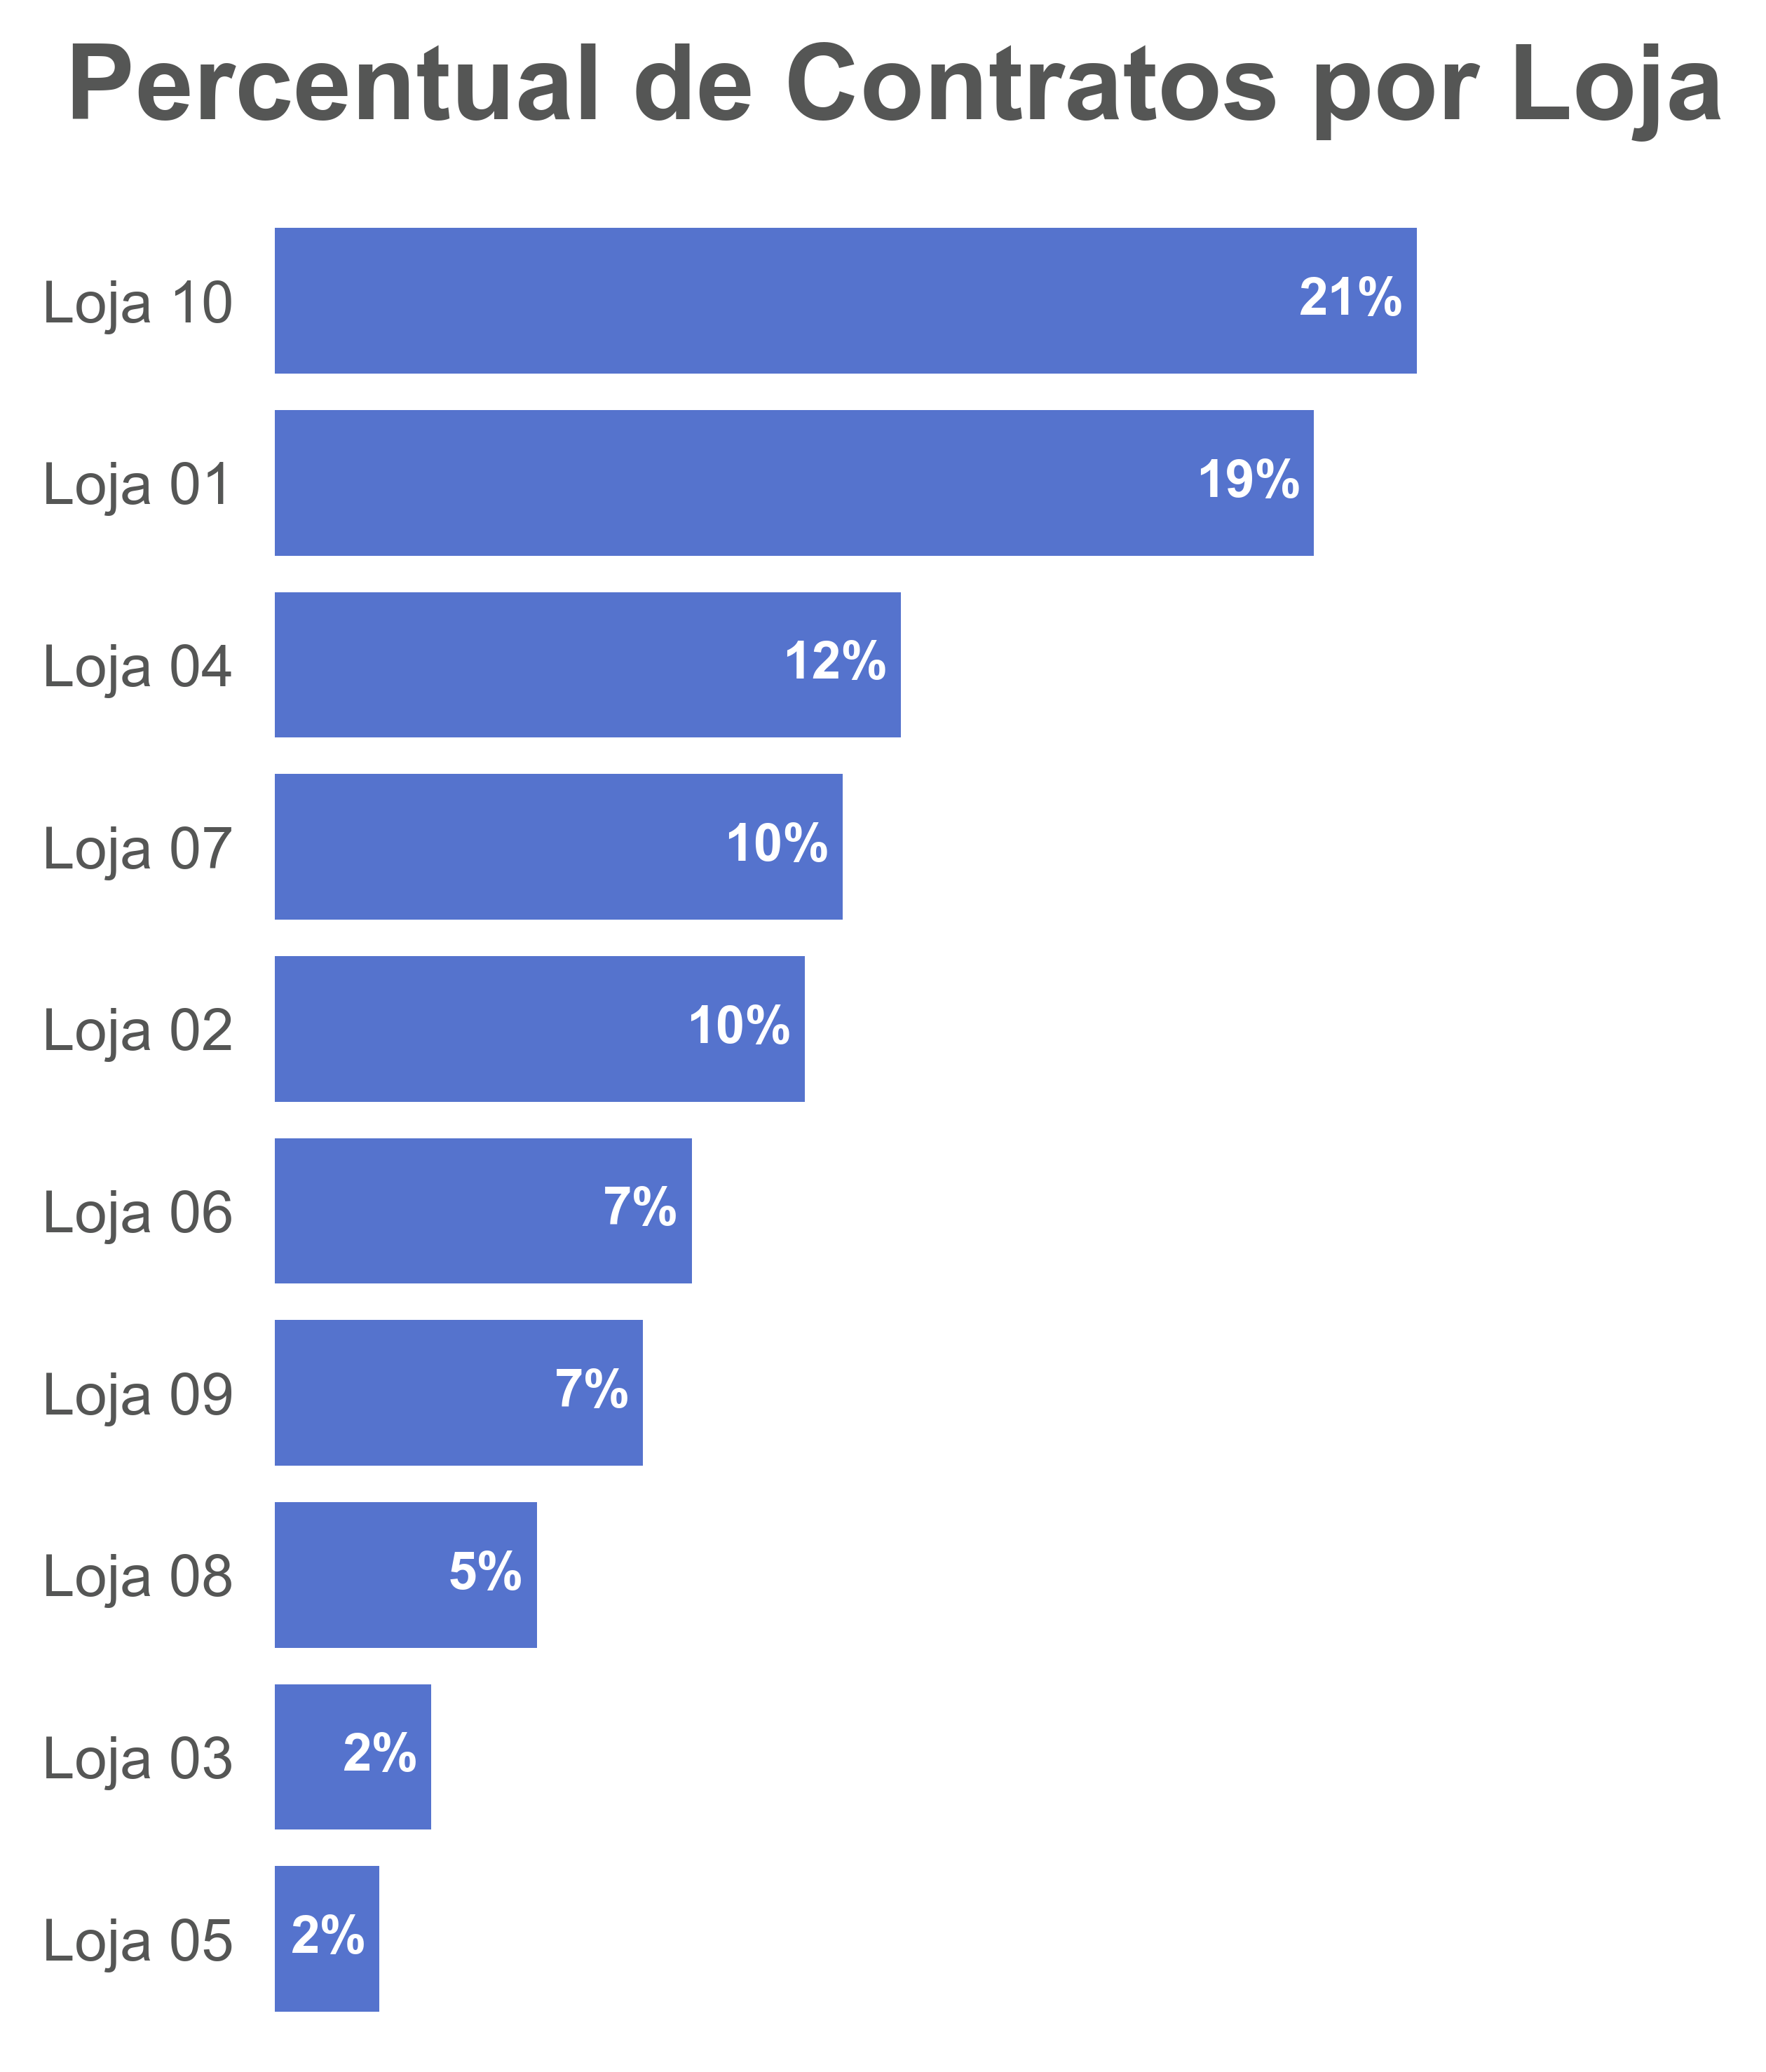 Percentual de Contratos por Loja
Loja 10 21%
Loja 01 19%
Loja 04 12%
Loja 07 10%
Loja 02 10%
Loja 06 7%
Loja 09 7%
Loja 08 5%
Loja 03 2%
Loja 05 2%